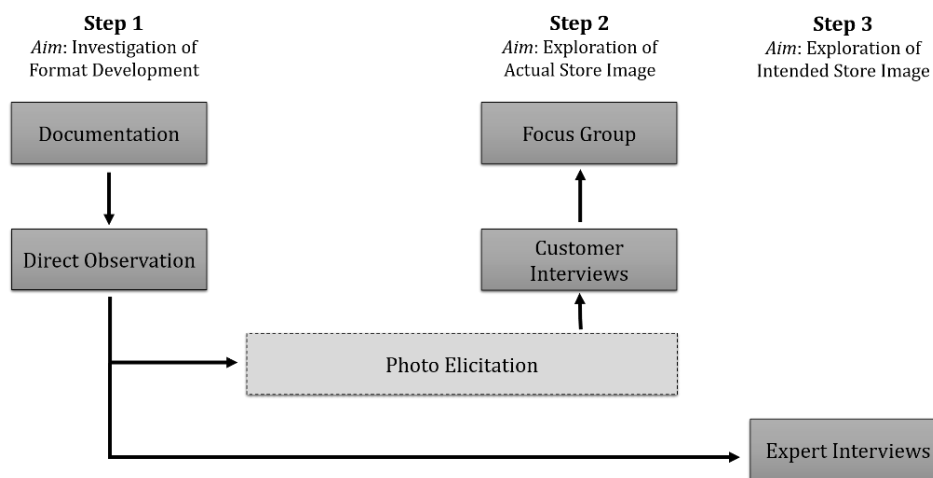 Step 1
Aim: Investigation of
Format Development
Step 2
Aim: Exploration of
Actual Store Image
Step 3
Aim: Exploration of
Intended Store Image
Documentation
Focus Group
Direct Observation
Customer
Interviews
Photo Elicitation
Expert Interviews